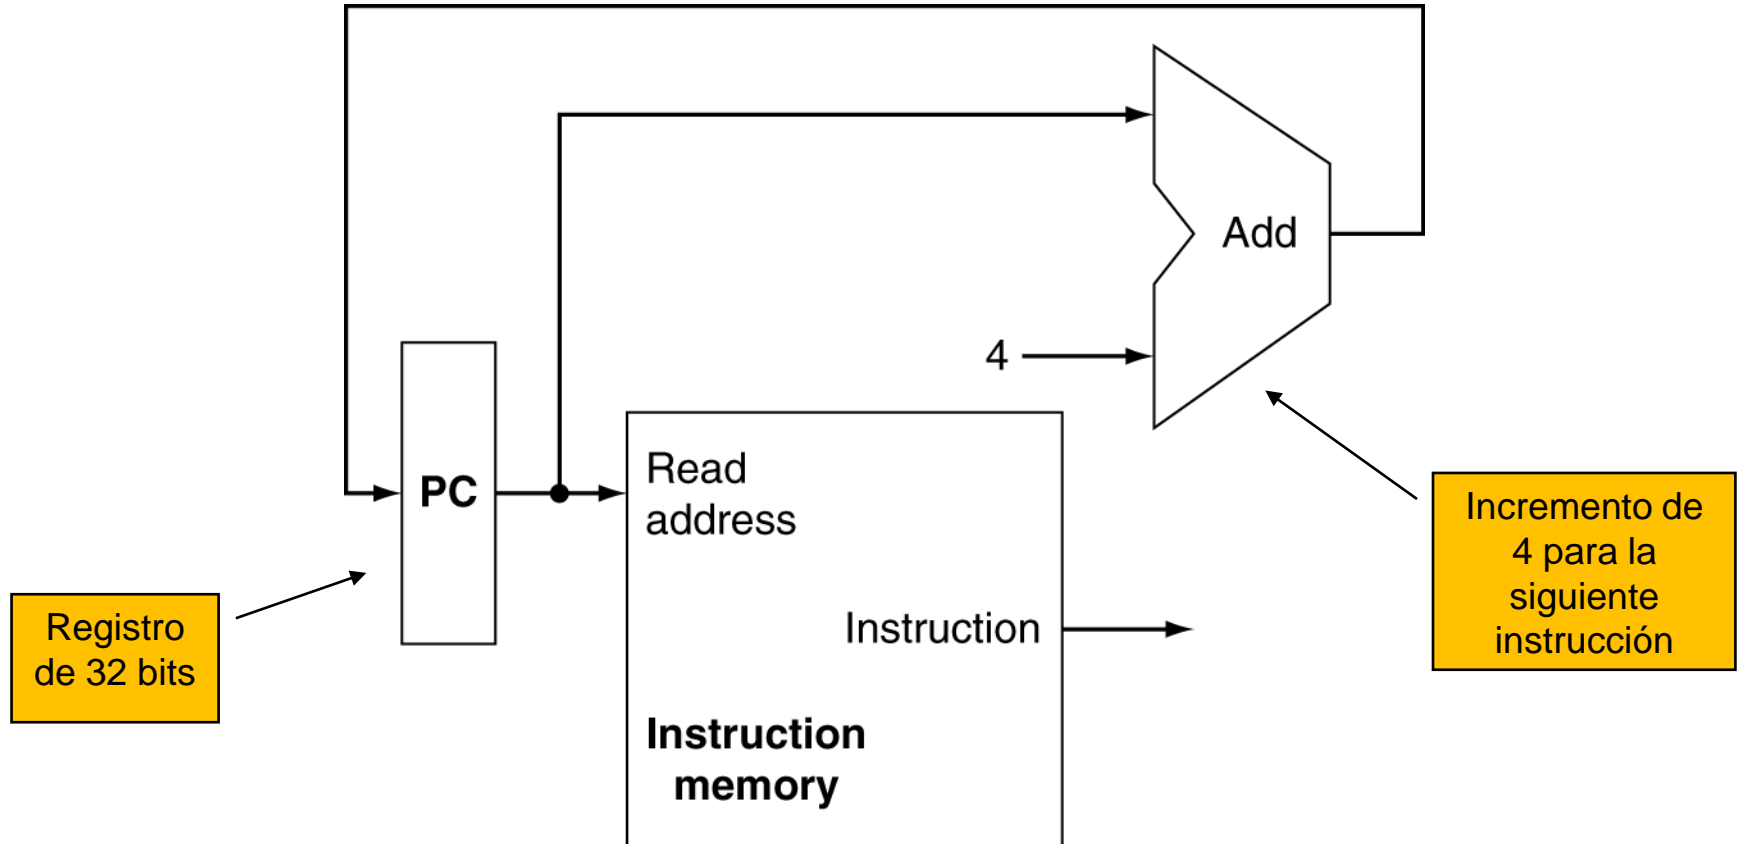 Add
4
PC
Read
address
Instruction
Instruction
memory
Registro
de 32 bits
Incremento de
4 para la
siguiente
instrucción